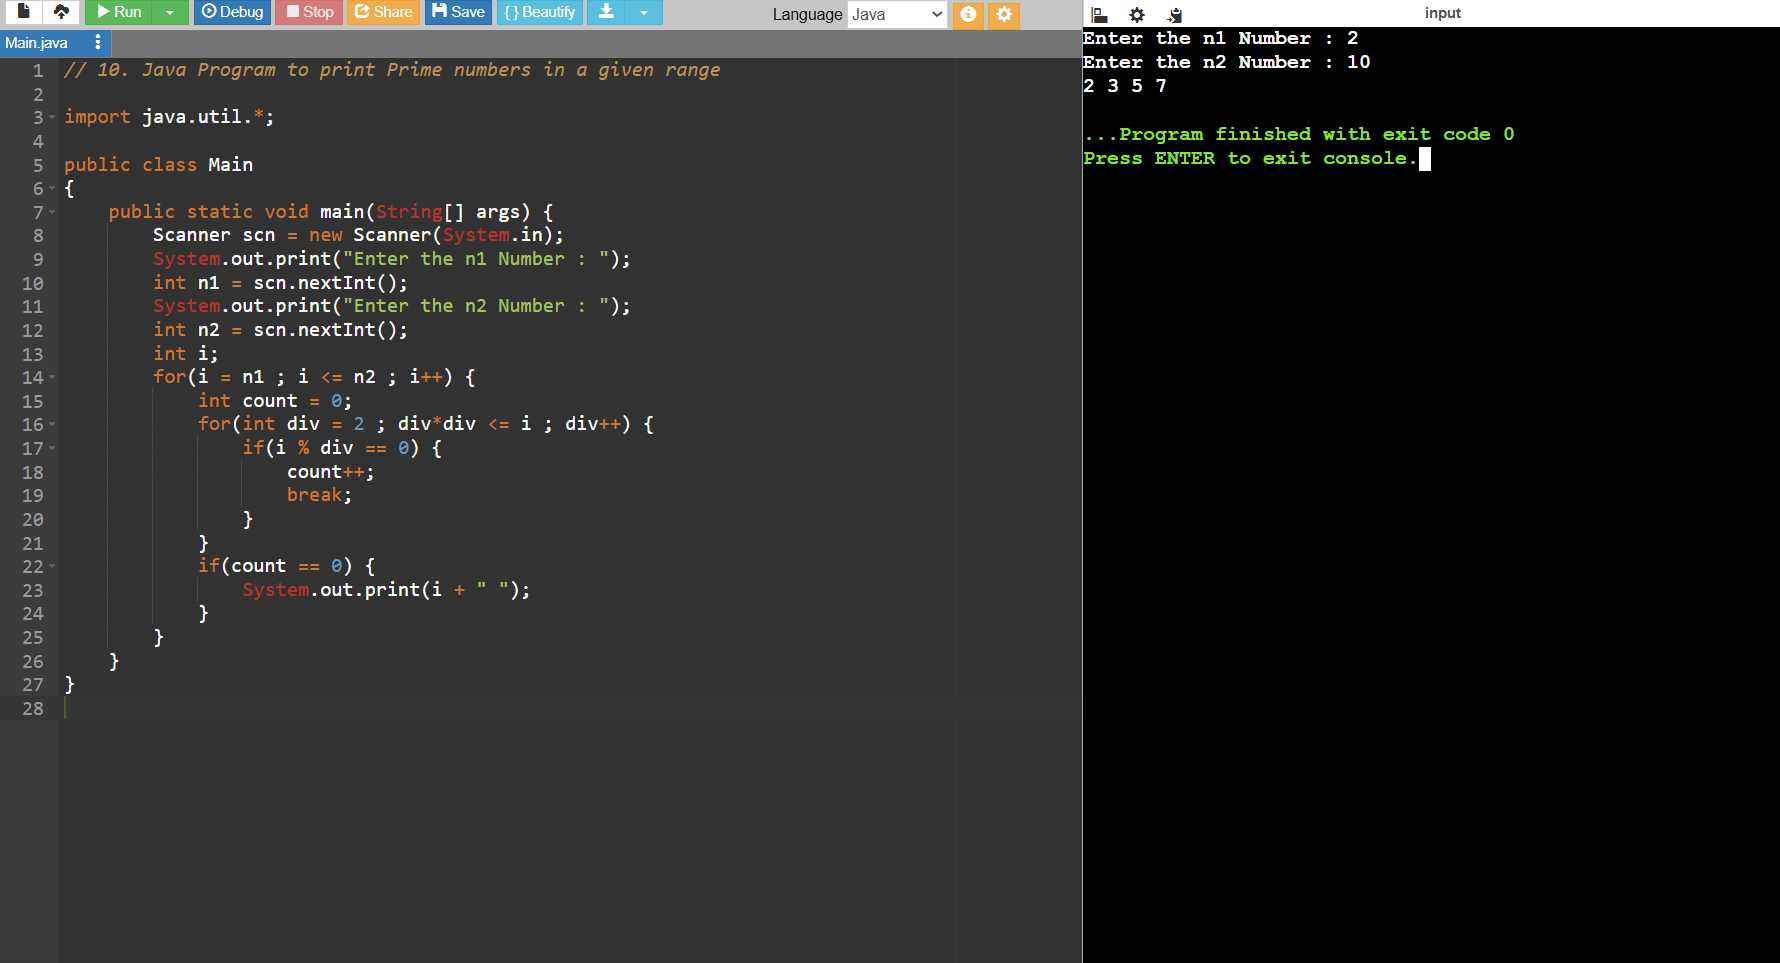 Run Debug Stop Share Save { } Beautify Language Java
Main.java
1 // 10. Java Program to print Prime numbers in a given range
2
3 import java.util.*;
4
5 public class Main
6 {
7     public static void main(String[] args) {
8         Scanner scn = new Scanner(System.in);
9         System.out.print("Enter the n1 Number : ");
10         int n1 = scn.nextInt();
11         System.out.print("Enter the n2 Number : ");
12         int n2 = scn.nextInt();
13         int i;
14         for(i = n1 ; i <= n2 ; i++) {
15             int count = 0;
16             for(int div = 2 ; div*div <= i ; div++) {
17                 if(i % div == 0) {
18                     count++;
19                     break;
20                 }
21             }
22             if(count == 0) {
23                 System.out.print(i + " ");
24             }
25         }
26     }
27 }
28
input
Enter the n1 Number : 2
Enter the n2 Number : 10
2 3 5 7
...Program finished with exit code 0
Press ENTER to exit console.